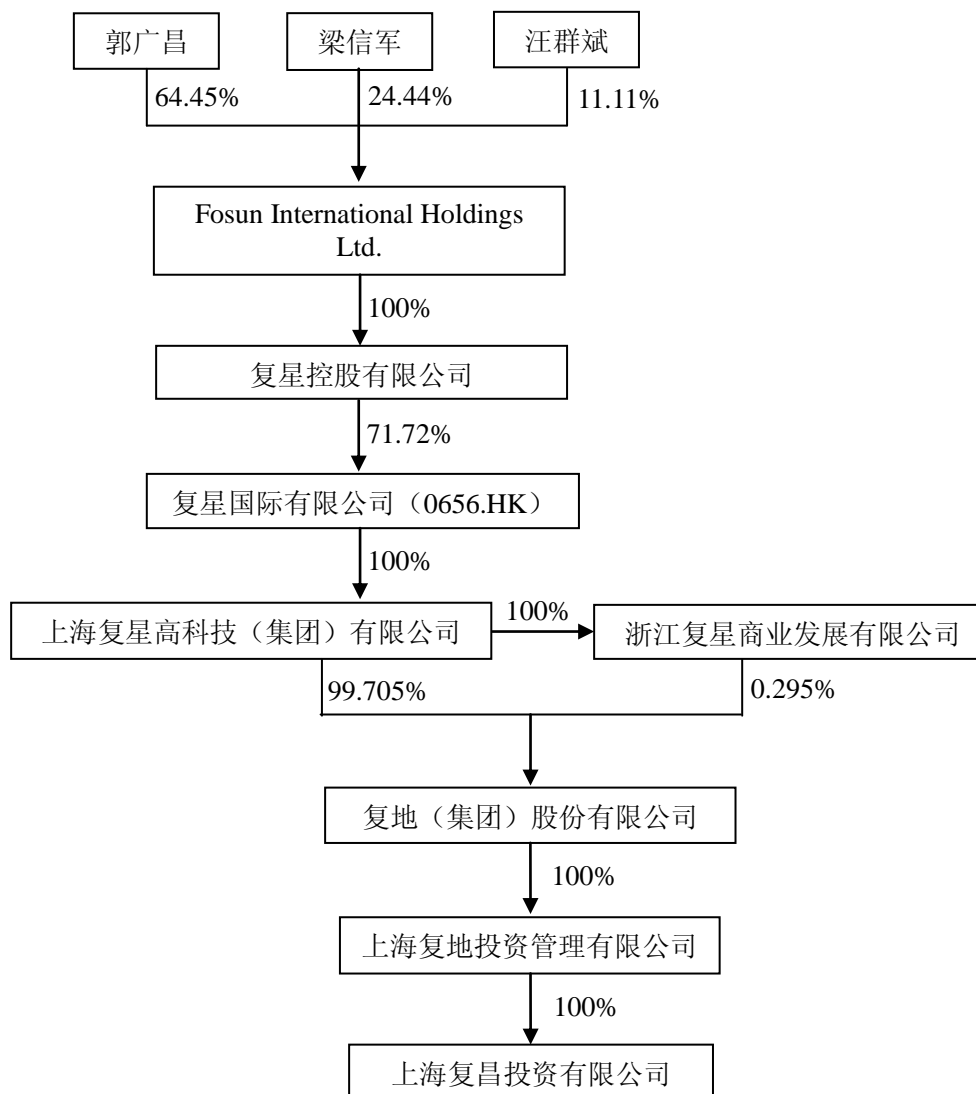 郭广昌
梁信军
汪群斌
64.45%
24.44%
11.11%
Fosun International Holdings
Ltd.
100%
复星控股有限公司
71.72%
复星国际有限公司（0656.HK）
100%
上海复星高科技（集团）有限公司
100%
浙江复星商业发展有限公司
99.705%
0.295%
复地（集团）股份有限公司
100%
上海复地投资管理有限公司
100%
上海复昌投资有限公司